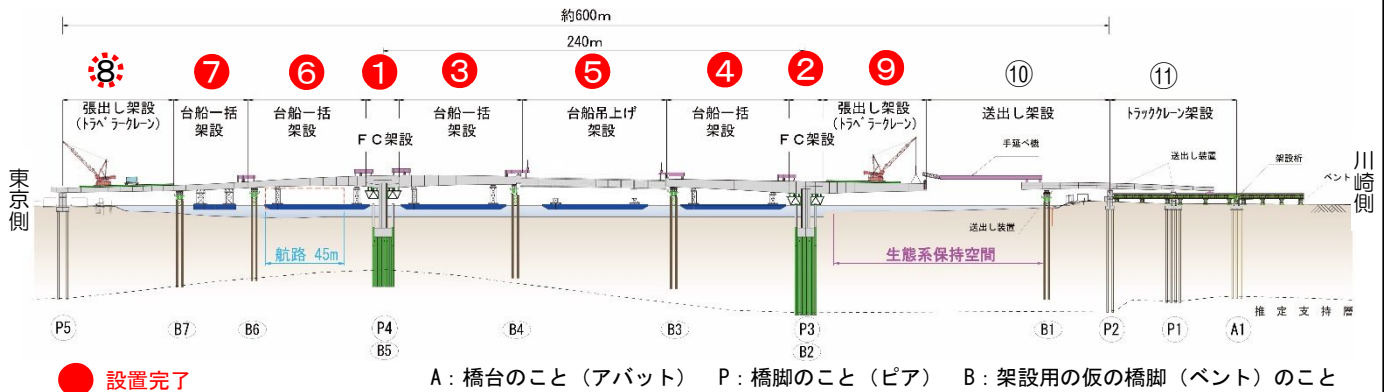 約600m
240m
⑧
⑦
⑥
①
③
⑤
④
②
⑨
⑩
⑪
張出し架設
(トラベラークレーン)
台船一括
架設
台船一括
架設
FC架設
台船一括
架設
台船吊上げ
架設
台船一括
架設
FC架設
張出し架設
(トラベラークレーン)
送出し架設
トラッククレーン架設
手延べ橋
送出し装置
架設桁
ベント
東京側
川崎側
航路 45m
送出し装置
生態系保持空間
推定支持層
P5
B7
B6
P4
B5
B4
B3
P3
B2
B1
P2
P1
A1
設置完了
A:橋台のこと(アバット) P:橋脚のこと(ピア) B:架設用の仮の橋脚(ベント)のこと